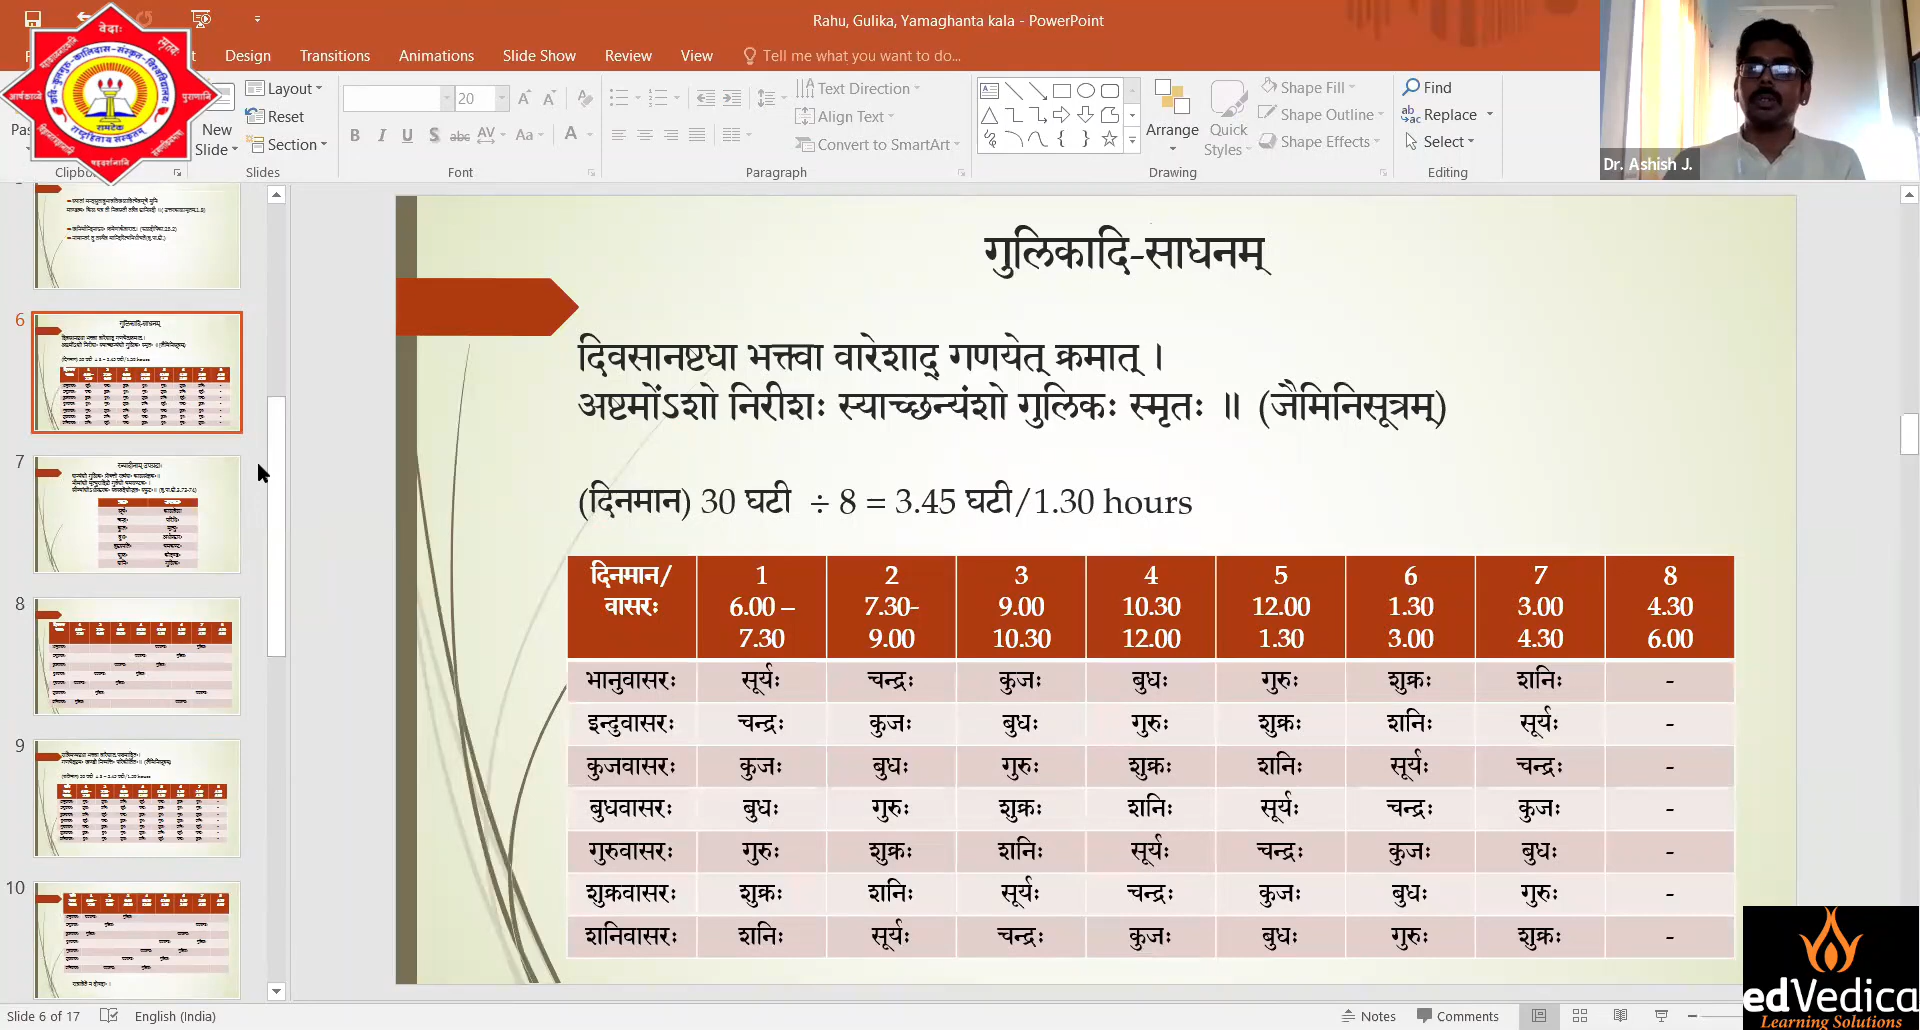 Rahu, Gulika, Yamaghanta kala - PowerPoint
Design Transitions Animations Slide Show Review View Tell me what you want to do...
Layout
Reset
Section
New
Slide
Slides
20
Font
Text Direction
Align Text
Convert to SmartArt
Paragraph
Arrange
Quick
Styles
Shape Fill
Shape Outline
Shape Effects
Drawing
Find
Replace
Select
Editing
Dr. Ashish J.
वेदाः
रामटेक
6
7
8
9
10
गुलिकादि-साधनम्
दिवसानष्टधा भक्त्वा वारेशाद् गणयेत् क्रमात् ।
अष्टमोंऽशो निरीशः स्याच्छन्यंशो गुलिकः स्मृतः ॥ (जैमिनिसूत्रम्)
(दिनमान) 30 घटी ÷ 8 = 3.45 घटी/1.30 hours
दिनमान/ 1 2 3 4 5 6 7 8
वासरः 6.00 – 7.30- 9.00 10.30 12.00 1.30 3.00 4.30
7.30 9.00 10.30 12.00 1.30 3.00 4.30 6.00
भानुवासरः सूर्यः चन्द्रः कुजः बुधः गुरुः शुक्रः शनिः -
इन्दुवासरः चन्द्रः कुजः बुधः गुरुः शुक्रः शनिः सूर्यः -
कुजवासरः कुजः बुधः गुरुः शुक्रः शनिः सूर्यः चन्द्रः -
बुधवासरः बुधः गुरुः शुक्रः शनिः सूर्यः चन्द्रः कुजः -
गुरुवासरः गुरुः शुक्रः शनिः सूर्यः चन्द्रः कुजः बुधः -
शुक्रवासरः शुक्रः शनिः सूर्यः चन्द्रः कुजः बुधः गुरुः -
शनिवासरः शनिः सूर्यः चन्द्रः कुजः बुधः गुरुः शुक्रः -
edVedica
Learning Solutions
Slide 6 of 17 English (India) Notes Comments